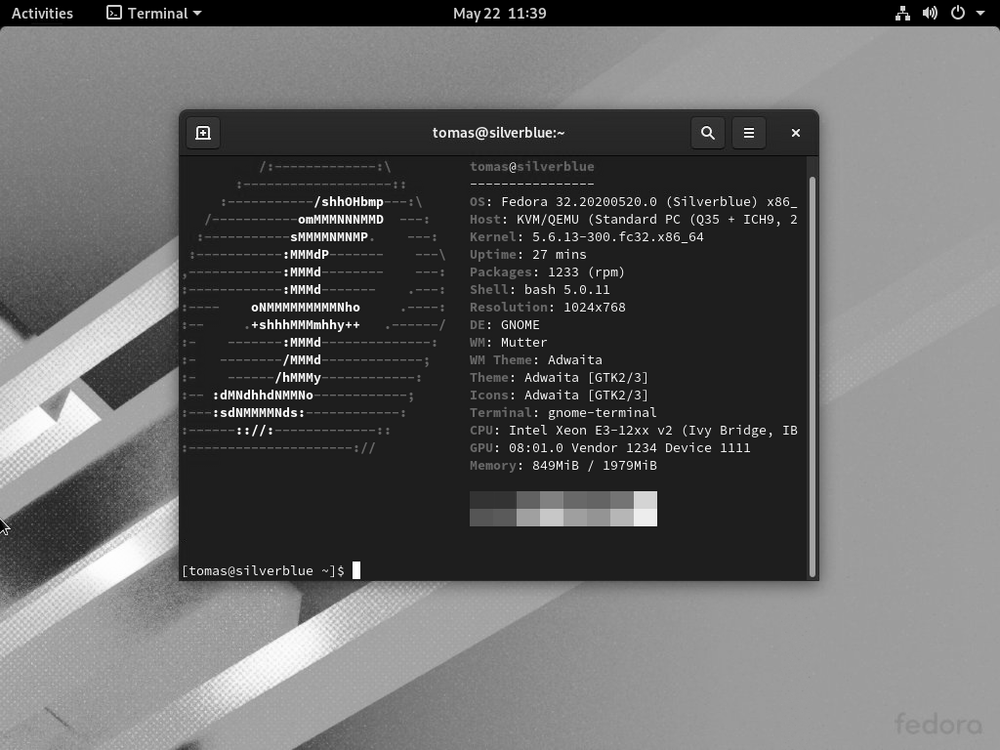 Activities Terminal May 22 11:39
tomas@silverblue:~
/:-------------:\
:-------------------::
:-----------/shhOHbmp---:\
/-----------omMMMNNNMMD  ---:
:-----------sMMMMNMNMP.    ---:
:-----------:MMMdP-------    ---\
,------------:MMMd--------    ---:
:------------:MMMd-------    .---:
:----    oNMMMMMMMMMNho     .----:
:--     .+shhhMMMmhhy++   .------/
:-    -------:MMMd--------------:
:-   --------/MMMd-------------;
:-    ------/hMMMy------------:
:-- :dMNdhhdNMMNo------------;
:---:sdNMMMMNds:------------:
:------:://:-------------::
:---------------------://
tomas@silverblue
----------------
OS: Fedora 32.20200520.0 (Silverblue) x86_
Host: KVM/QEMU (Standard PC (Q35 + ICH9, 2
Kernel: 5.6.13-300.fc32.x86_64
Uptime: 27 mins
Packages: 1233 (rpm)
Shell: bash 5.0.11
Resolution: 1024x768
DE: GNOME
WM: Mutter
WM Theme: Adwaita
Theme: Adwaita [GTK2/3]
Icons: Adwaita [GTK2/3]
Terminal: gnome-terminal
CPU: Intel Xeon E3-12xx v2 (Ivy Bridge, IB
GPU: 08:01.0 Vendor 1234 Device 1111
Memory: 849MiB / 1979MiB
[tomas@silverblue ~]$
fedora